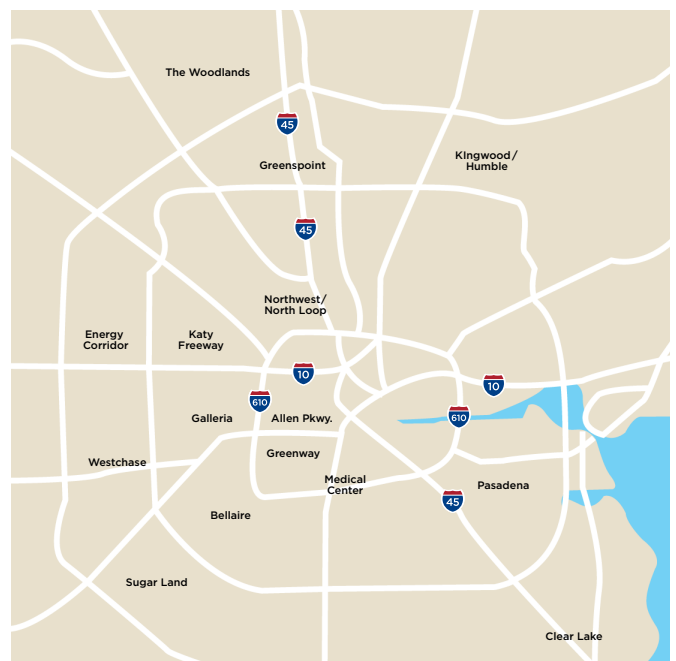 The Woodlands
45
Greenspoint
KIngwood/
Humble
45
Northwest/
North Loop
Energy
Corridor
Katy
Freeway
10
10
610
610
Galleria
Allen Pkwy.
Greenway
Westchase
Medical
Center
Pasadena
45
Bellaire
Sugar Land
Clear Lake